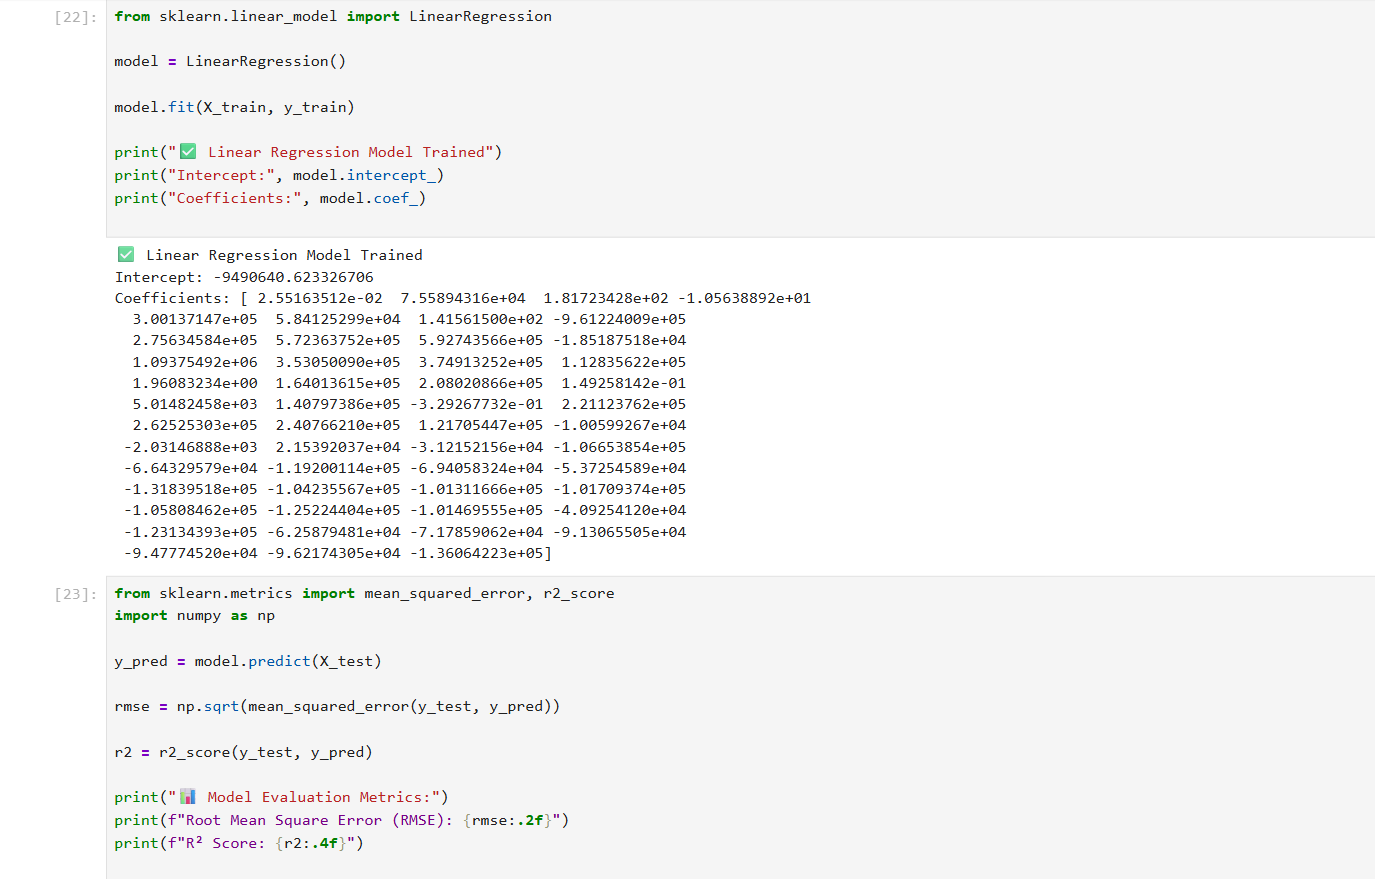 [22]: from sklearn.linear_model import LinearRegression
model = LinearRegression()
model.fit(X_train, y_train)
print("✅ Linear Regression Model Trained")
print("Intercept:", model.intercept_)
print("Coefficients:", model.coef_)
✅ Linear Regression Model Trained
Intercept: -9490640.623326706
Coefficients: [ 2.55163512e-02  7.55894316e+04  1.81723428e+02 -1.05638892e+01
  3.00137147e+05  5.84125299e+04  1.41561500e+02 -9.61224009e+05
  2.75634584e+05  5.72363752e+05  5.92743566e+05 -1.85187518e+04
  1.09375492e+06  3.53050090e+05  3.74913252e+05  1.12835622e+05
  1.96083234e+00  1.64013615e+05  2.08020866e+05  1.49258142e-01
  5.01482458e+03  1.40797386e+05 -3.29267732e-01  2.21123762e+05
  2.62525303e+05  2.40766210e+05  1.21705447e+05 -1.00599267e+04
 -2.03146888e+03  2.15392037e+04 -3.12152156e+04 -1.06653854e+05
 -6.64329579e+04 -1.19200114e+05 -6.94058324e+04 -5.37254589e+04
 -1.31839518e+05 -1.04235567e+05 -1.01311666e+05 -1.01709374e+05
 -1.05808462e+05 -1.25224404e+05 -1.01469555e+05 -4.09254120e+04
 -1.23134393e+05 -6.25879481e+04 -7.17859062e+04 -9.13065505e+04
 -9.47774520e+04 -9.62174305e+04 -1.36064223e+05]
[23]: from sklearn.metrics import mean_squared_error, r2_score
import numpy as np
y_pred = model.predict(X_test)
rmse = np.sqrt(mean_squared_error(y_test, y_pred))
r2 = r2_score(y_test, y_pred)
print("📊 Model Evaluation Metrics:")
print(f"Root Mean Square Error (RMSE): {rmse:.2f}")
print(f"R² Score: {r2:.4f}")